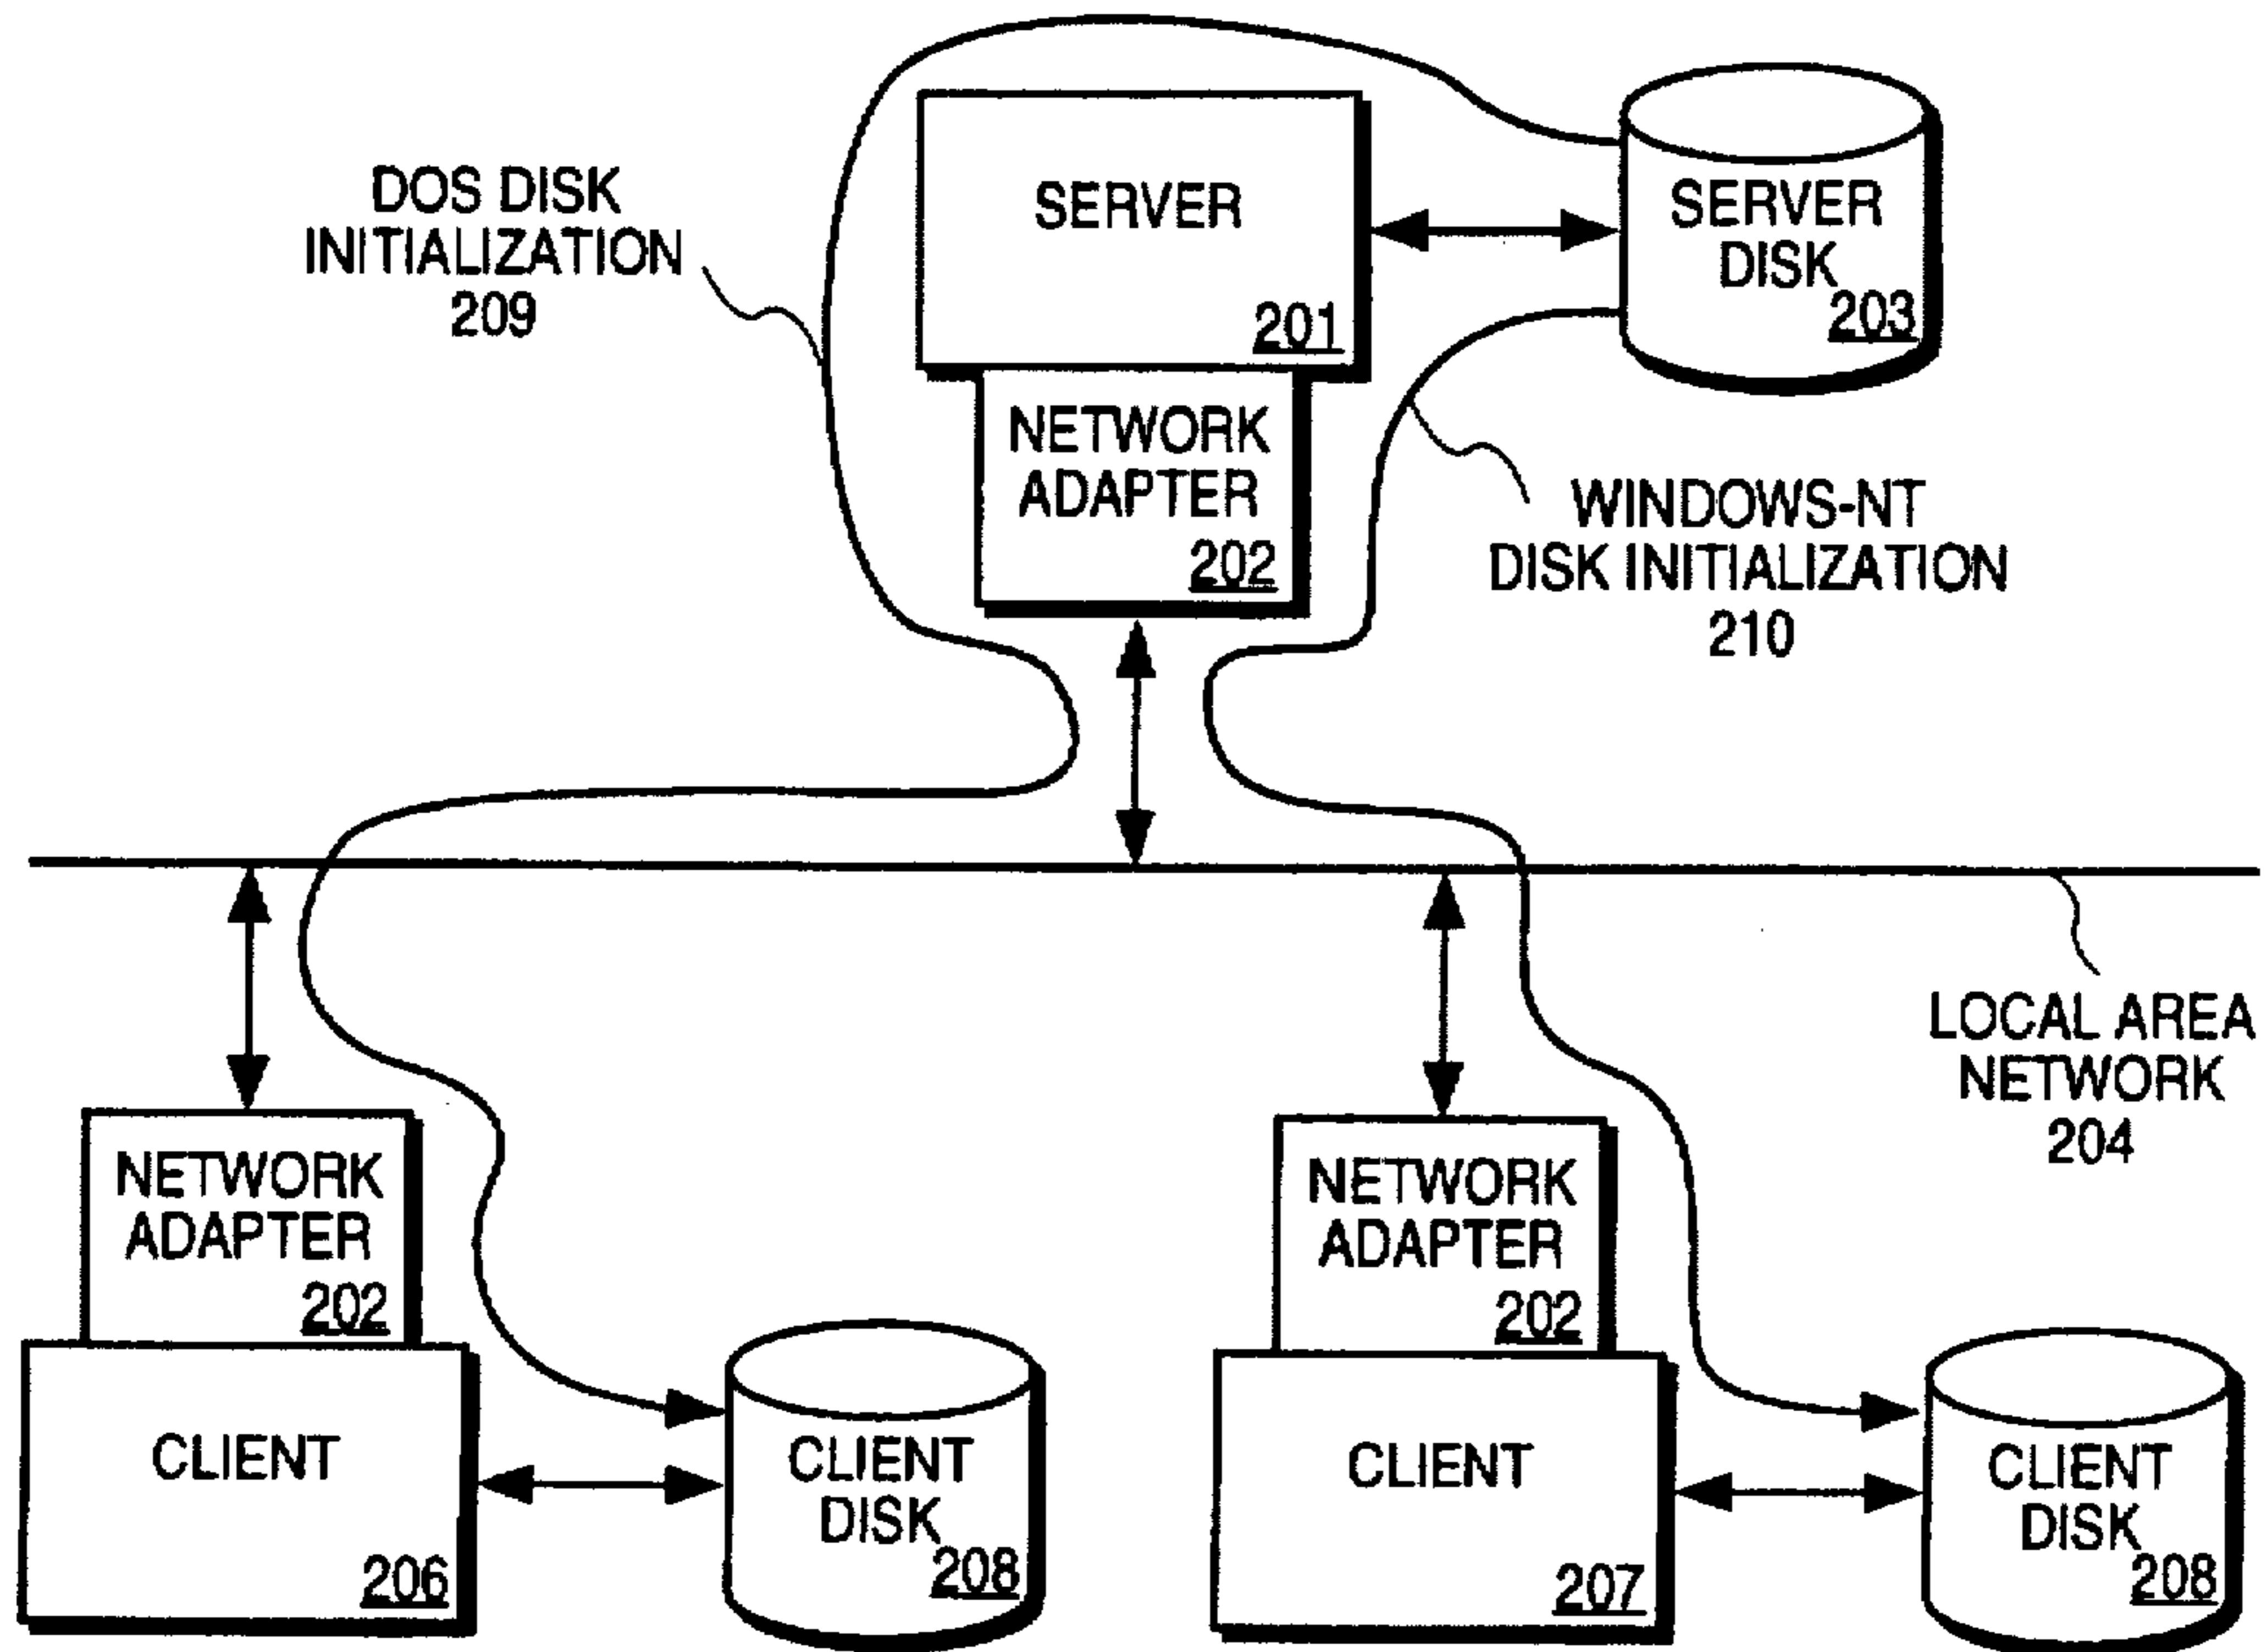 DOS DISK
INITIALIZATION
209
SERVER
201
SERVER
DISK
203
NETWORK
ADAPTER
202
WINDOWS-NT
DISK INITIALIZATION
210
LOCAL AREA
NETWORK
204
NETWORK
ADAPTER
202
CLIENT
206
CLIENT
DISK
208
NETWORK
ADAPTER
202
CLIENT
207
CLIENT
DISK
208